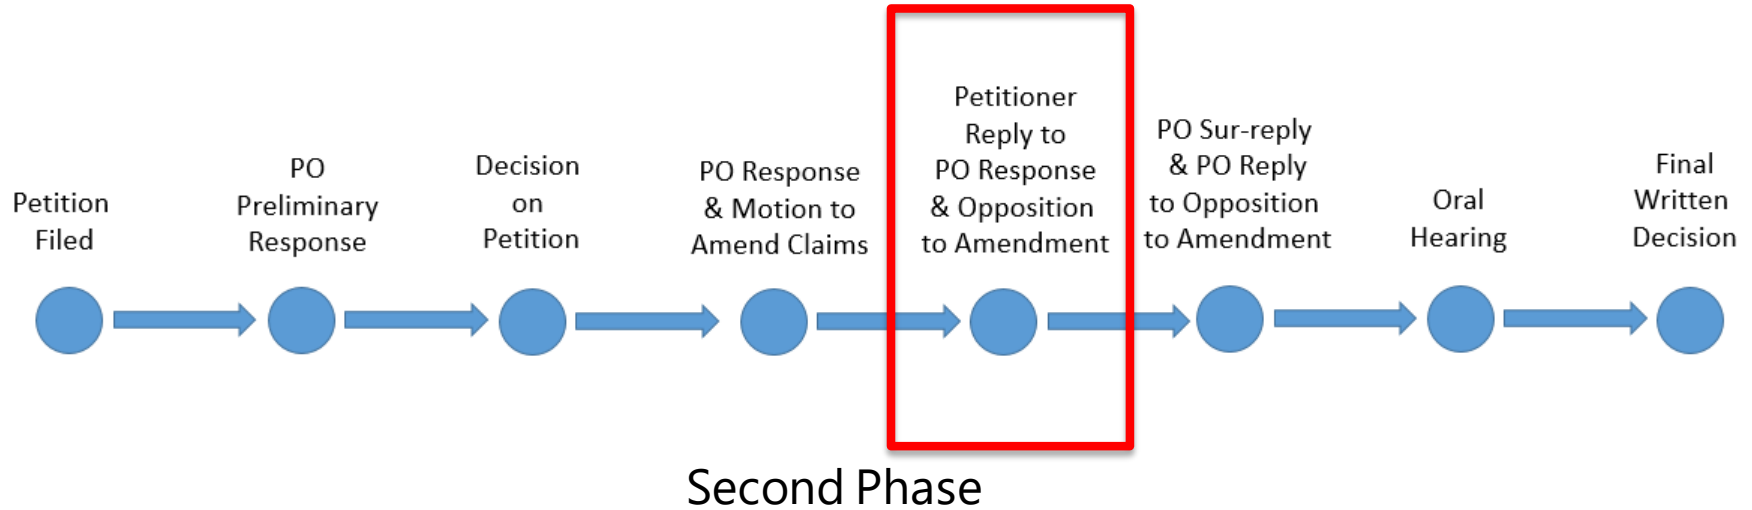 Petition
Filed
PO
Preliminary
Response
Decision
on
Petition
PO Response
& Motion to
Amend Claims
Petitioner
Reply to
PO Response
& Opposition
to Amendment
PO Sur-reply
& PO Reply
to Opposition
to Amendment
Oral
Hearing
Final
Written
Decision
Second Phase